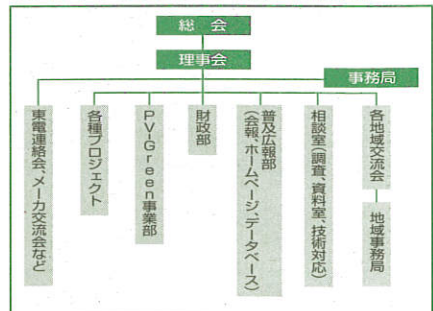 総 会
理事会
事務局
東電連絡会、メーカ交流会など
各種プロジェクト
PV-Green事業部
財政部
普及広報部
(会報、ホームページ、データベース)
相談室(調査、資料室、技術対応)
各地域交流会
地域事務局